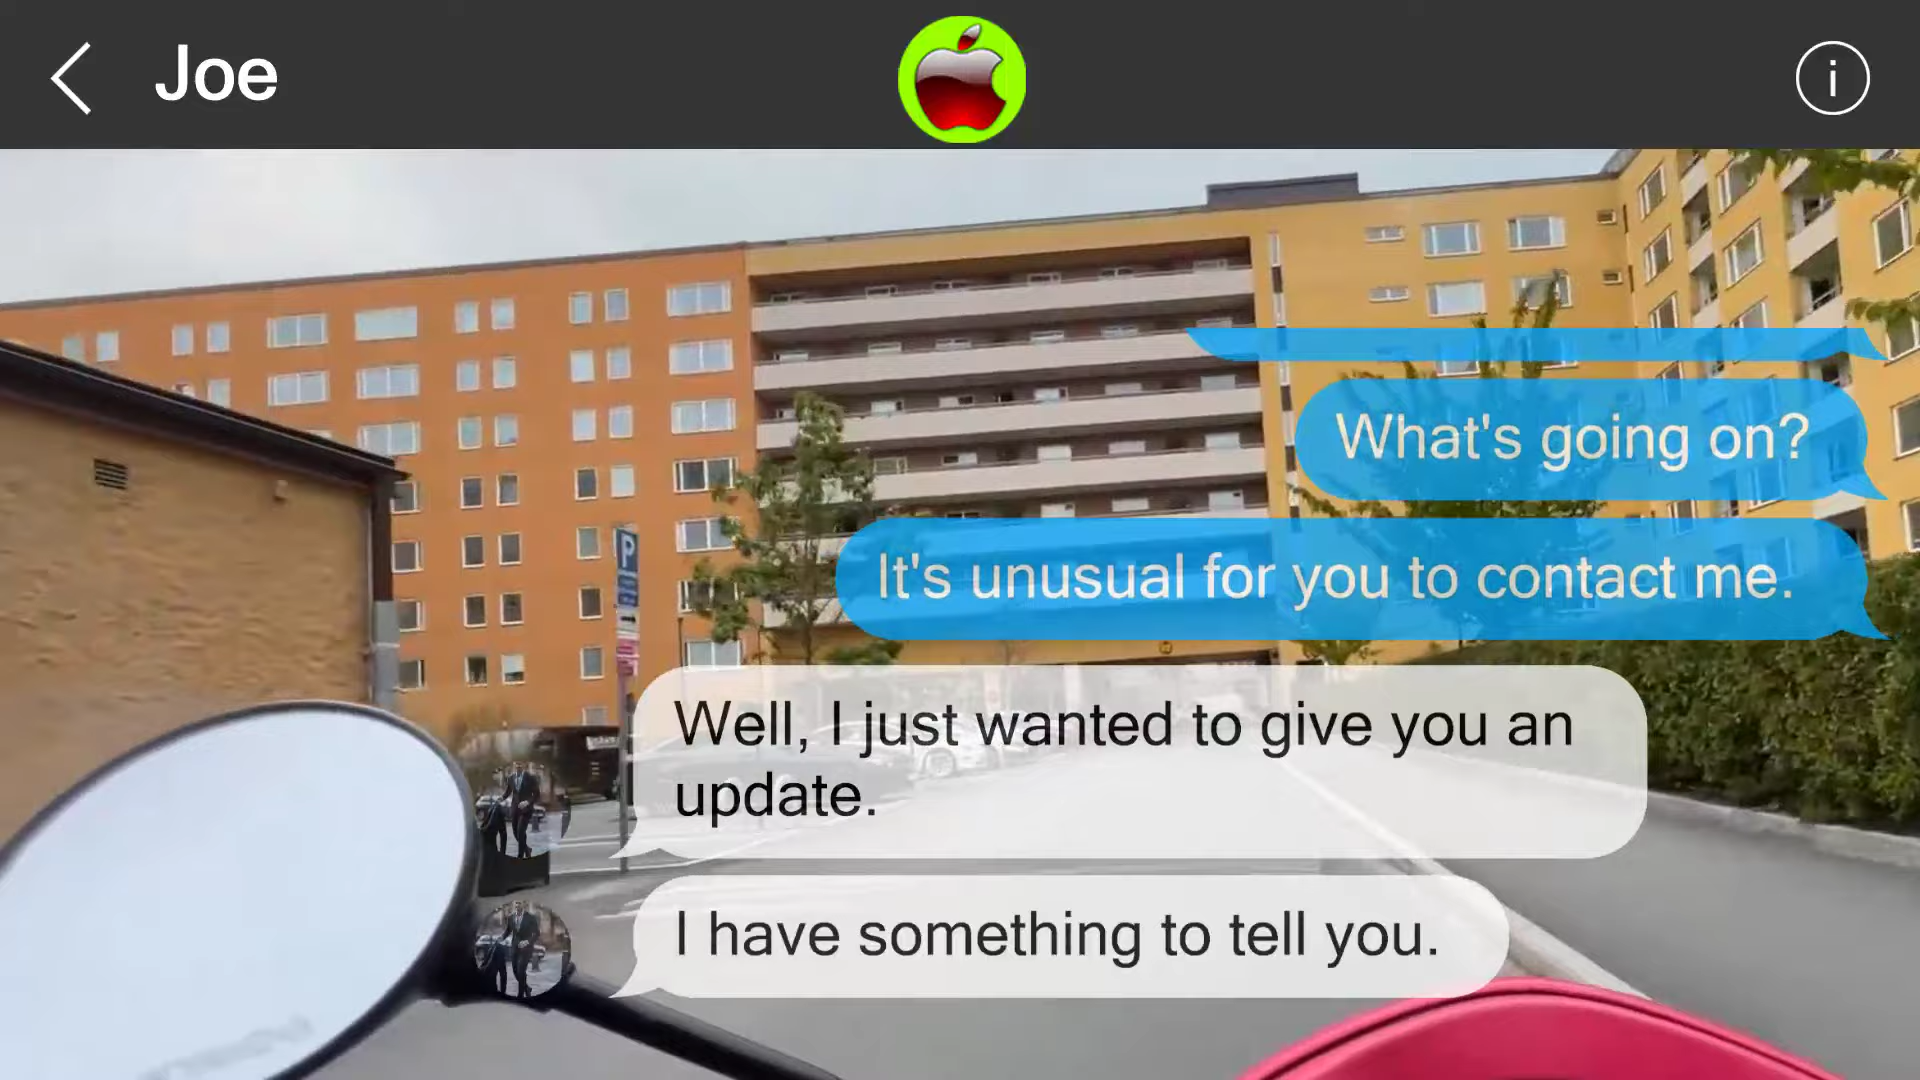 Joe
i
What's going on?
It's unusual for you to contact me.
P
Well, I just wanted to give you an
update.
I have something to tell you.